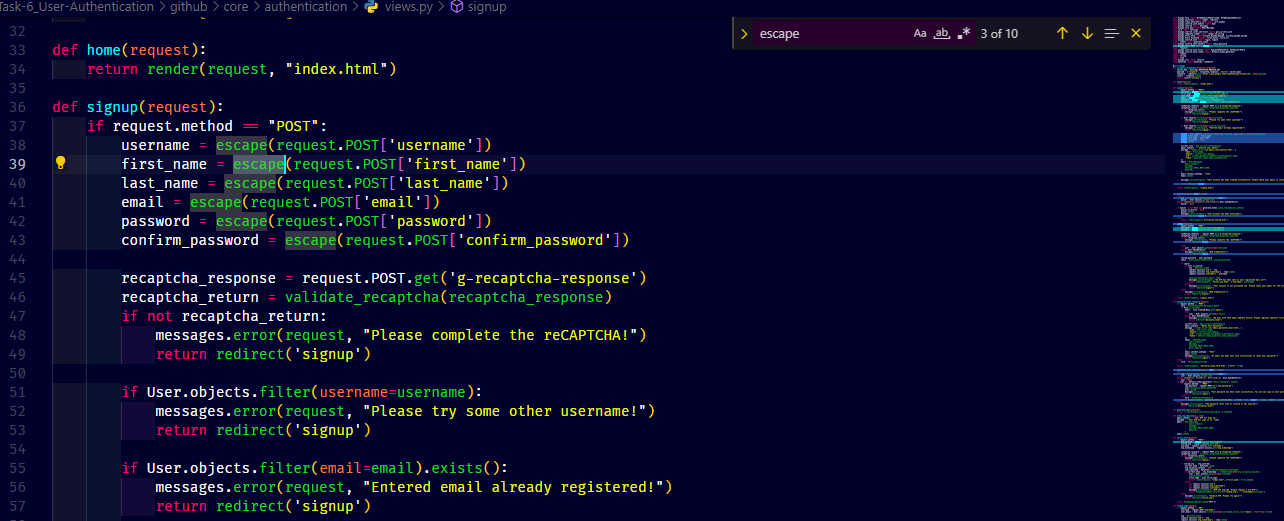 Task-6_User-Authentication > github > core > authentication > views.py > signup
escape Aa ab .* 3 of 10
32
33 def home(request):
34 return render(request, "index.html")
35
36 def signup(request):
37 if request.method == "POST":
38 username = escape(request.POST['username'])
39 first_name = escape(request.POST['first_name'])
40 last_name = escape(request.POST['last_name'])
41 email = escape(request.POST['email'])
42 password = escape(request.POST['password'])
43 confirm_password = escape(request.POST['confirm_password'])
45 recaptcha_response = request.POST.get('g-recaptcha-response')
46 recaptcha_return = validate_recaptcha(recaptcha_response)
47 if not recaptcha_return:
48 messages.error(request, "Please complete the reCAPTCHA!")
49 return redirect('signup')
50
51 if User.objects.filter(username=username):
52 messages.error(request, "Please try some other username!")
53 return redirect('signup')
54
55 if User.objects.filter(email=email).exists():
56 messages.error(request, "Entered email already registered!")
57 return redirect('signup')